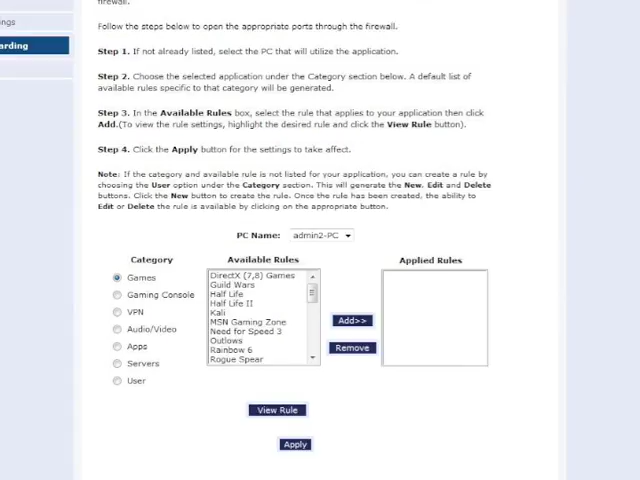 firewall.
Follow the steps below to open the appropriate ports through the firewall.
ngs
arding
Step 1. If not already listed, select the PC that will utilize the application.
Step 2. Choose the selected application under the Category section below. A default list of
available rules specific to that category will be generated.
Step 3. In the Available Rules box, select the rule that applies to your application then click
Add.(To view the rule settings, highlight the desired rule and click the View Rule button).
Step 4. Click the Apply button for the settings to take affect.
Note: If the category and available rule is not listed for your application, you can create a rule by
choosing the User option under the Category section. This will generate the New, Edit and Delete
buttons. Click the New button to create the rule. Once the rule has been created, the ability to
Edit or Delete the rule is available by clicking on the appropriate button.
PC Name: admin2-PC
Category
Games
Gaming Console
VPN
Audio/Video
Apps
Servers
User
Available Rules
DirectX (7,8) Games
Guild Wars
Half Life
Half Life II
Kali
MSN Gaming Zone
Need for Speed 3
Outlows
Rainbow 6
Rogue Spear
Add>>
Remove
Applied Rules
View Rule
Apply